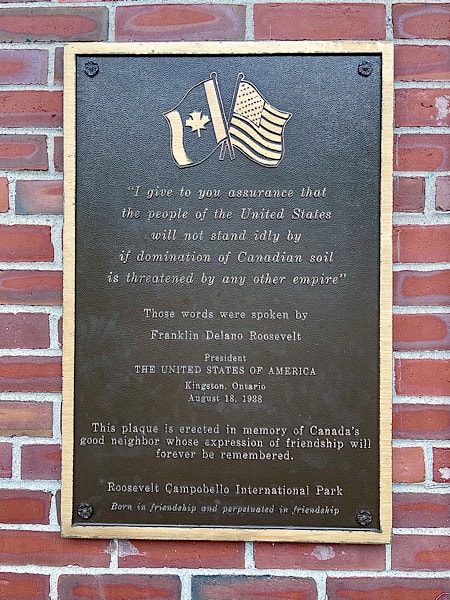 "I give to you assurance that
the people of the United States
will not stand idly by
if domination of Canadian soil
is threatened by any other empire"
Those words were spoken by
Franklin Delano Roosevelt
President
THE UNITED STATES OF AMERICA
Kingston, Ontario
August 18, 1938
This plaque is erected in memory of Canada's
good neighbor whose expression of friendship will
forever be remembered.
Roosevelt Campobello International Park
Born in friendship and perpetuated in friendship